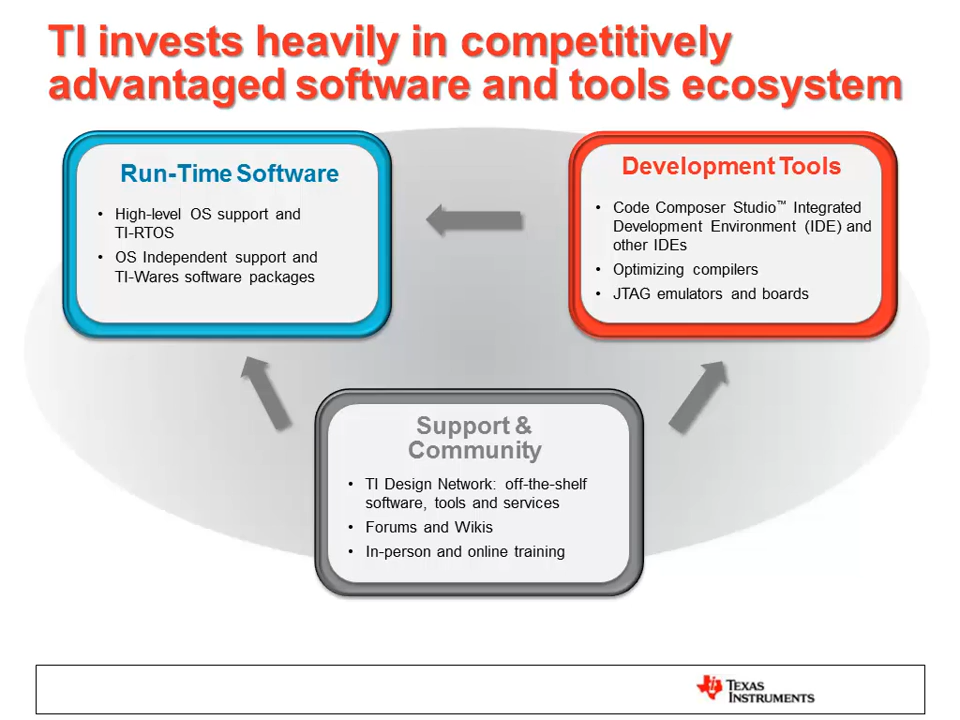 TI invests heavily in competitively
advantaged software and tools ecosystem
Run-Time Software
• High-level OS support and
TI-RTOS
• OS Independent support and
TI-Wares software packages
Development Tools
• Code Composer Studio™ Integrated
Development Environment (IDE) and
other IDEs
• Optimizing compilers
• JTAG emulators and boards
Support &
Community
• TI Design Network: off-the-shelf
software, tools and services
• Forums and Wikis
• In-person and online training
TEXAS
INSTRUMENTS